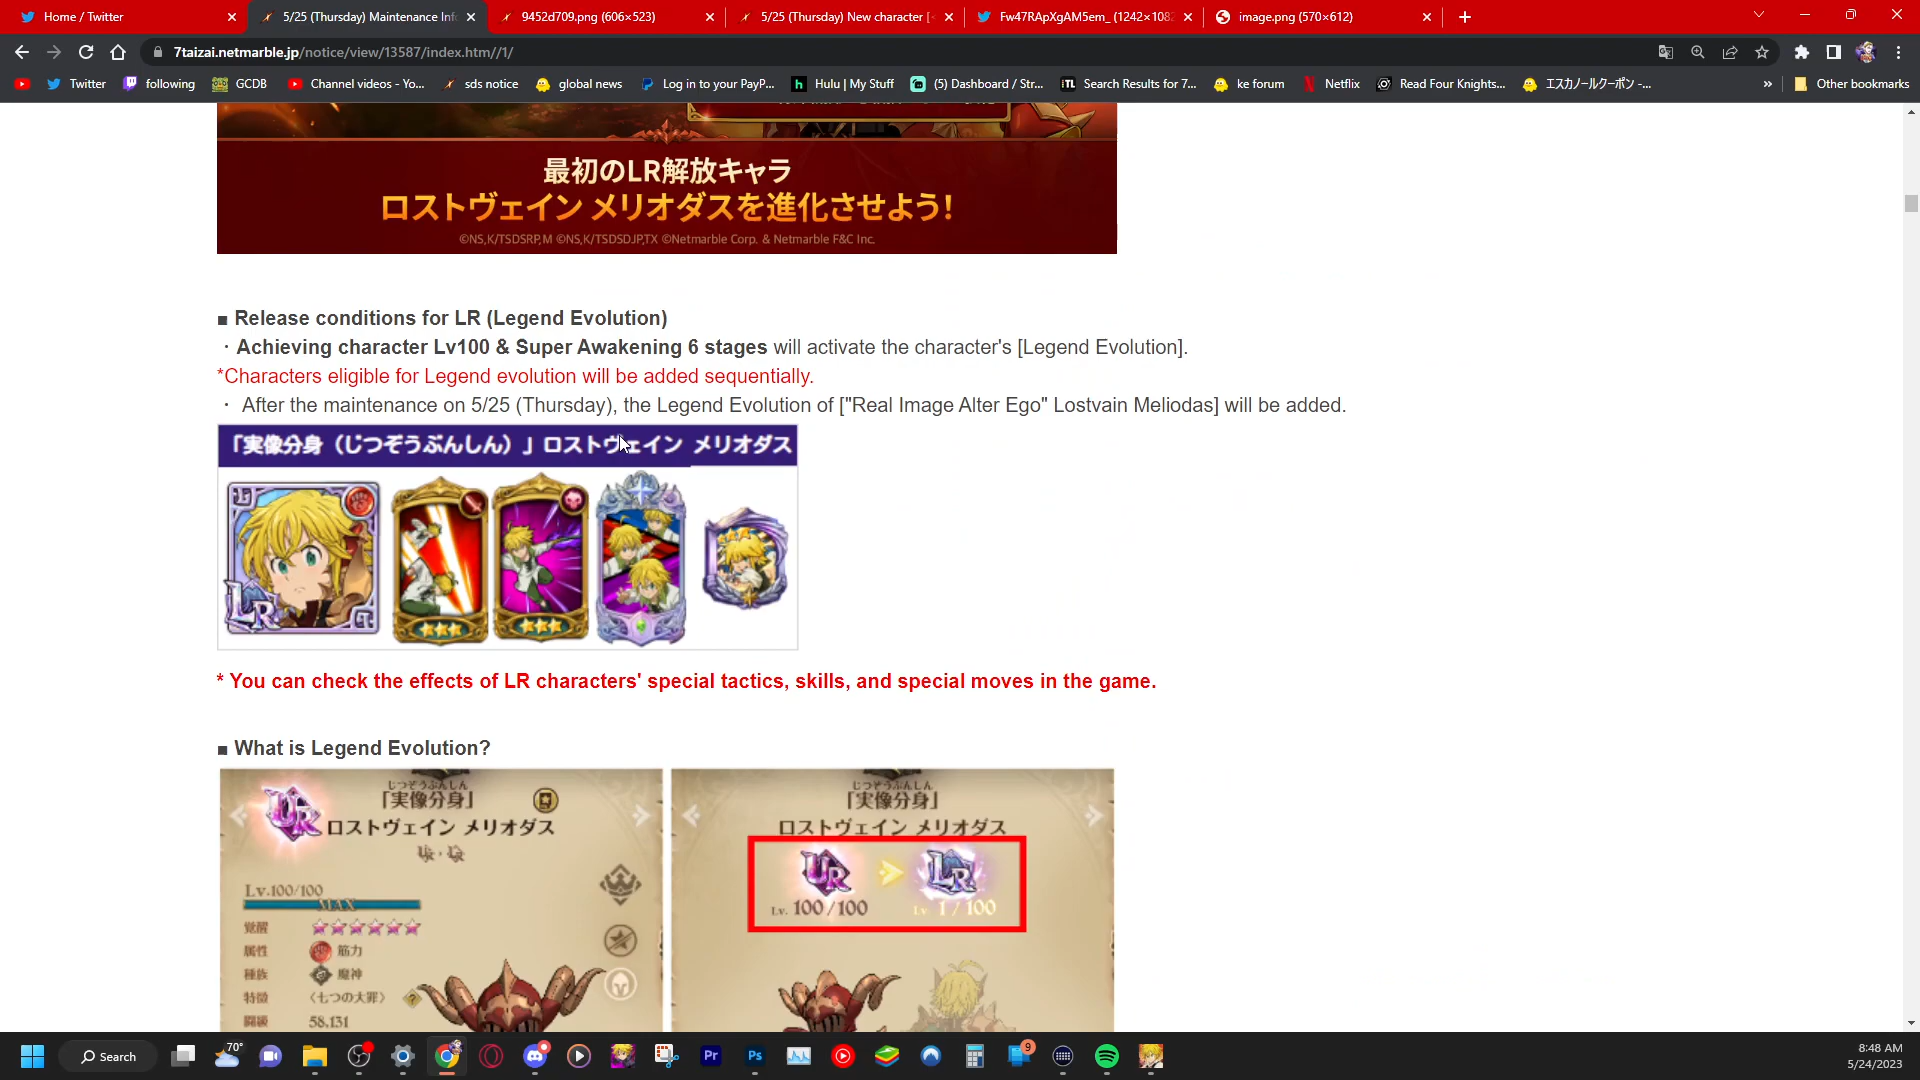 Home / Twitter
5/25 (Thursday) Maintenance Inf
9452d709.png (606×523)
5/25 (Thursday) New character [
Fw47RApXgAM5em_ (1242×108
image.png (570×612)
7taizai.netmarble.jp/notice/view/13587/index.htm//1/
Twitter
following
GCDB
Channel videos - Yo...
sds notice
global news
Log in to your PayP...
Hulu | My Stuff
(5) Dashboard / Str...
Search Results for 7...
ke forum
Netflix
Read Four Knights...
エスカノールクーポン -...
»
Other bookmarks
最初のLR解放キャラ
ロストヴェイン メリオダスを進化させよう!
©NS,K/TSDSRP,M ©NS,K/TSDSDJP,TX ©Netmarble Corp. & Netmarble F&C Inc.
■ Release conditions for LR (Legend Evolution)
・Achieving character Lv100 & Super Awakening 6 stages will activate the character's [Legend Evolution].
*Characters eligible for Legend evolution will be added sequentially.
・ After the maintenance on 5/25 (Thursday), the Legend Evolution of ["Real Image Alter Ego" Lostvain Meliodas] will be added.
「実像分身（じつぞうぶんしん）」ロストヴェイン メリオダス
LR
* You can check the effects of LR characters' special tactics, skills, and special moves in the game.
■ What is Legend Evolution?
じつぞうぶんしん
「実像分身」
UR
ロストヴェイン メリオダス
Lv.100/100
MAX
覚醒
属性 筋力
種族 魔神
特徴 〈七つの大罪〉
闘級 58,131
じつぞうぶんしん
「実像分身」
ロストヴェイン メリオダス
UR LR
Lv. 100/100 Lv 1/100
70°
Search
Pr
Ps
9
8:48 AM
5/24/2023